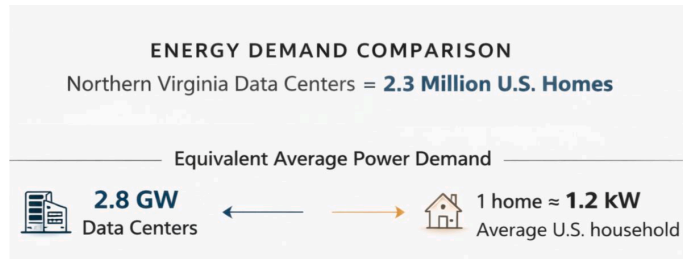 ENERGY DEMAND COMPARISON
Northern Virginia Data Centers = 2.3 Million U.S. Homes
Equivalent Average Power Demand
2.8 GW
Data Centers
1 home ≈ 1.2 kW
Average U.S. household